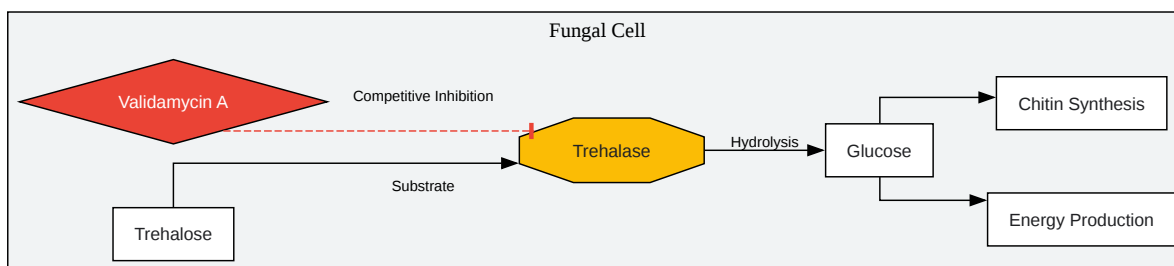 Fungal Cell
Validamycin A
Competitive Inhibition
Chitin Synthesis
Trehalase
Hydrolysis
Glucose
Substrate
Trehalose
Energy Production